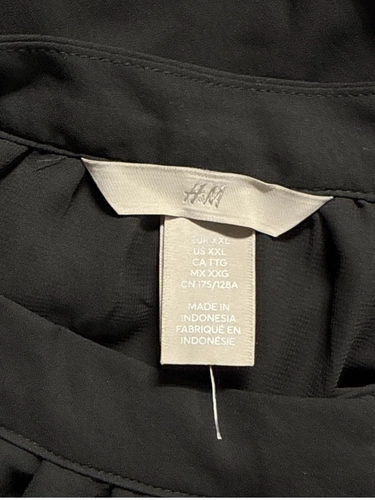 H&M
EUR XXL
US XXL
CA TTG
MX XXG
CN 175/128A
MADE IN
INDONESIA
FABRIQUÉ EN
INDONÉSIE